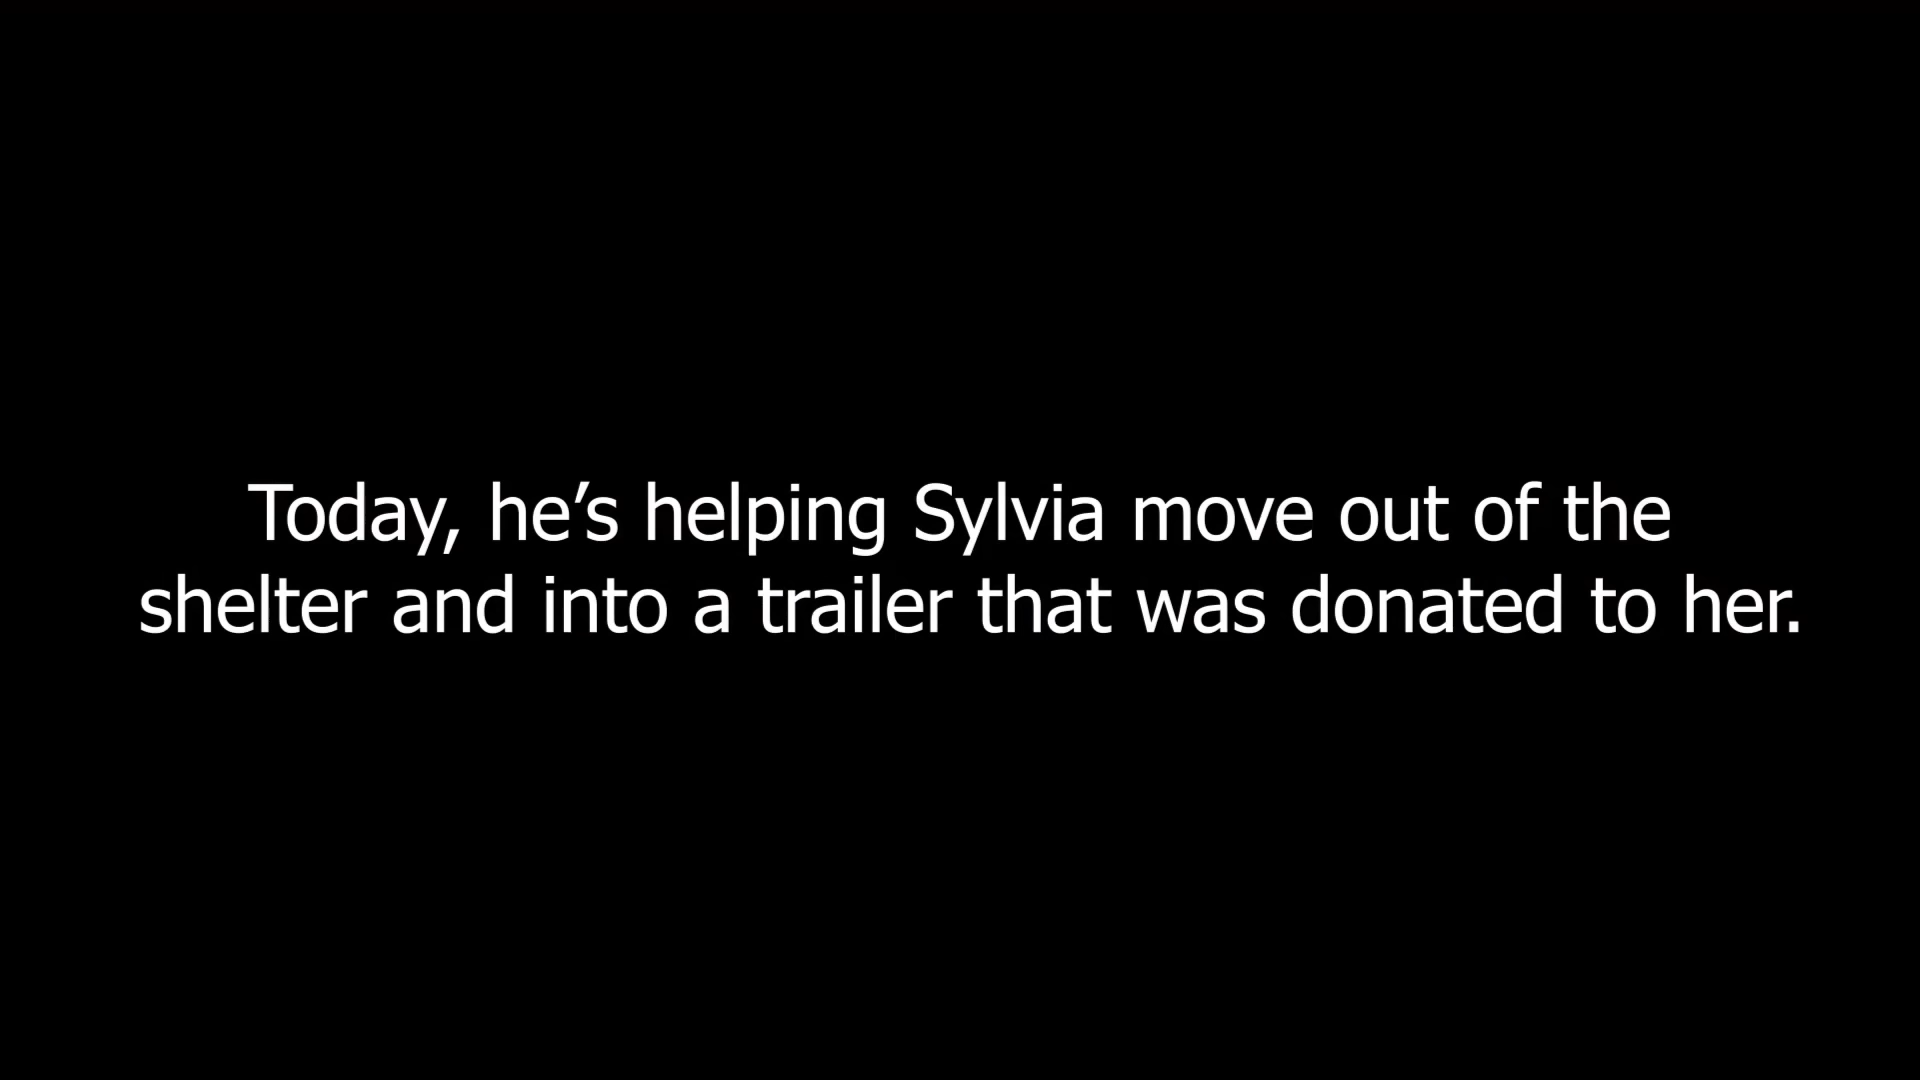 Today, he’s helping Sylvia move out of the
shelter and into a trailer that was donated to her.